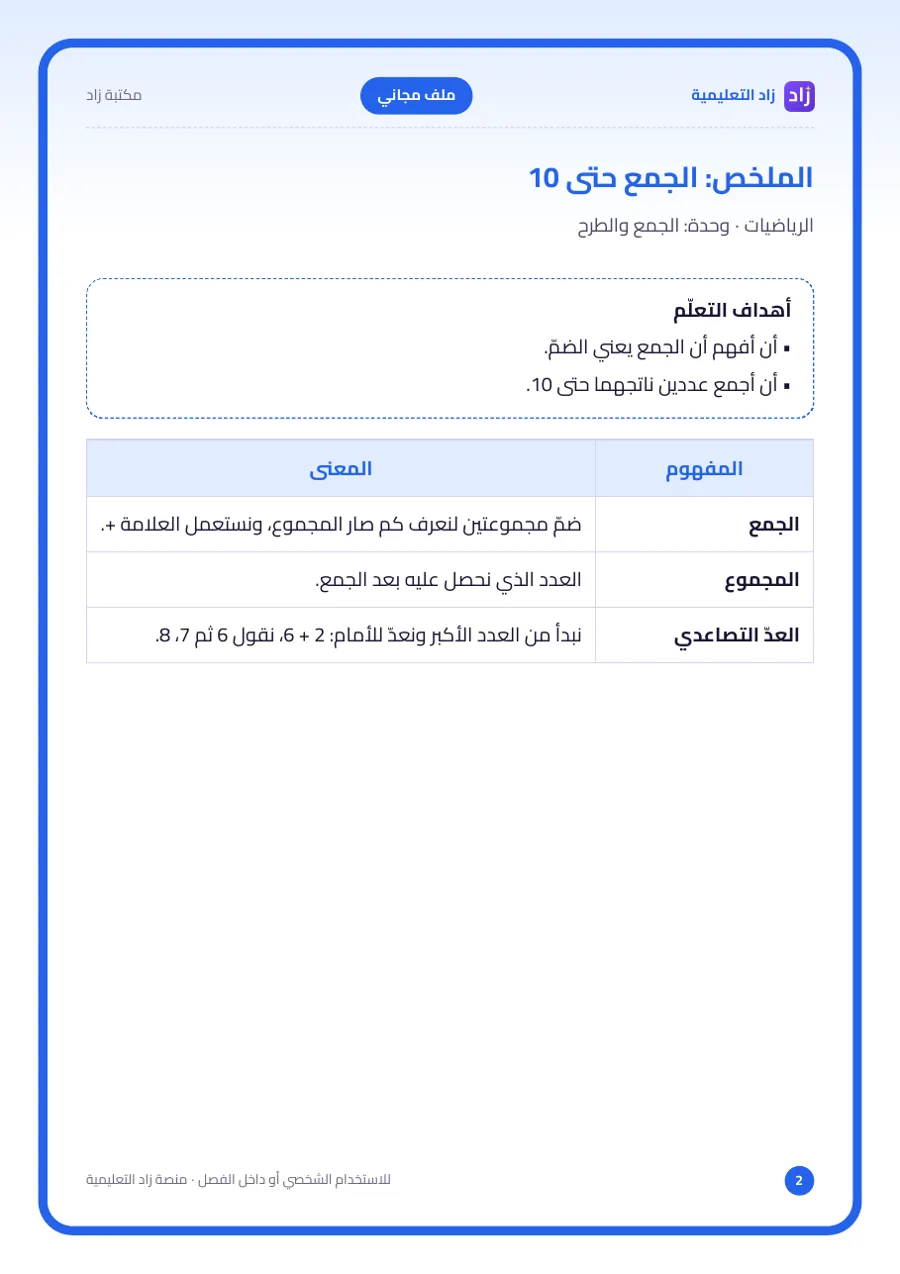 زاد
زاد التعليمية
ملف مجاني
مكتبة زاد
الملخص: الجمع حتى 10
الرياضيات · وحدة: الجمع والطرح
أهداف التعلّم
▪ أن أفهم أن الجمع يعني الضمّ.
▪ أن أجمع عددين ناتجهما حتى 10.
المفهوم
المعنى
الجمع
ضمّ مجموعتين لنعرف كم صار المجموع، ونستعمل العلامة +.
المجموع
العدد الذي نحصل عليه بعد الجمع.
العدّ التصاعدي
نبدأ من العدد الأكبر ونعدّ للأمام: 2 + 6، نقول 6 ثم 7، 8.
2
للاستخدام الشخصي أو داخل الفصل · منصة زاد التعليمية